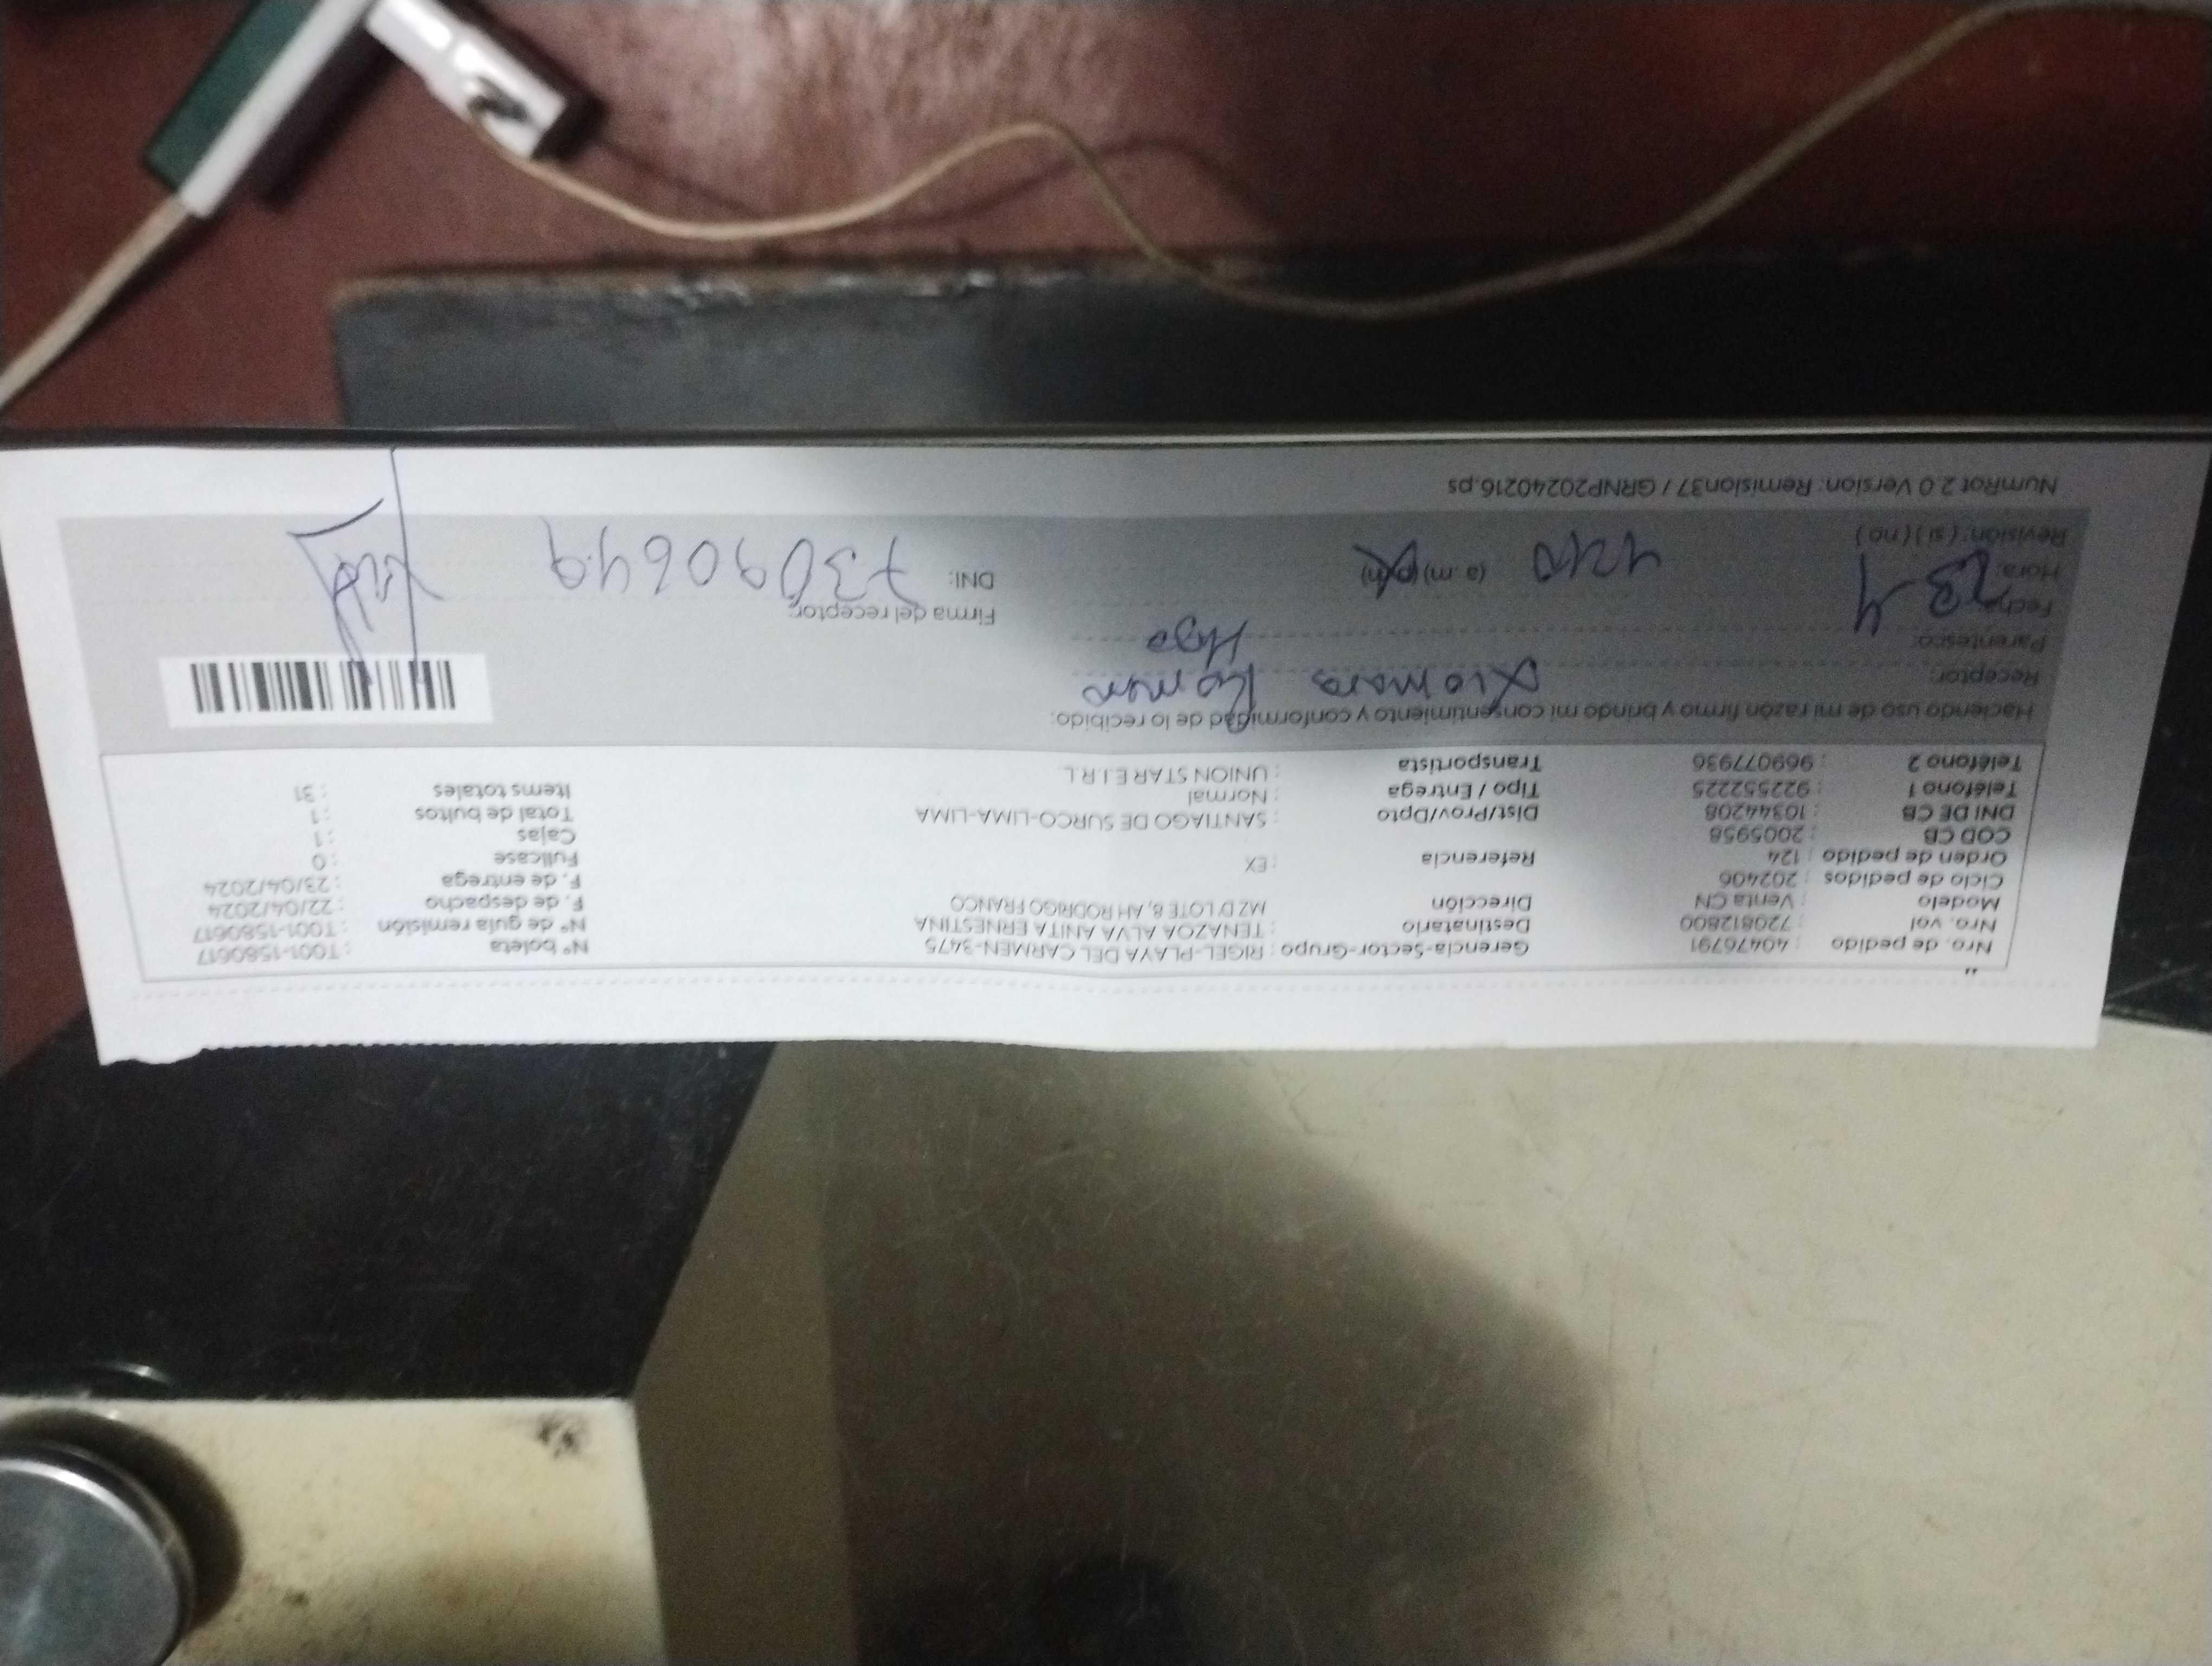 Nro. de pedido : 40476791 Gerencia-Sector-Grupo : RIGEL-PLAYA DEL CARMEN-3475 Nº boleta : T001-1580617
Nro. vol : 720812800 Destinatario : TENAZOA ALVA ANITA ERNESTINA Nº de guía remisión : T001-1580617
Modelo : Venta CN Dirección MZ D LOTE 8, AH RODRIGO FRANCO F. de despacho : 22/04/2024
Ciclo de pedidos : 202406 F. de entrega : 23/04/2024
Orden de pedido : 124 Referencia : EX Fullcase : 0
COD CB : 2005958 Cajas : 1
DNI DE CB : 10344208 Dist/Prov/Dpto : SANTIAGO DE SURCO-LIMA-LIMA Total de bultos : 1
Teléfono 1 : 922552225 Tipo / Entrega : Normal Items totales : 31
Teléfono 2 : 969077936 Transportista : UNION STAR E.I.R.L
Haciendo uso de mi razón firmo y brindo mi consentimiento y conformidad de lo recibido:
Receptor: Xiomara
Parentesco: Hija
Fecha: 23 4 Firma del receptor:
Hora: (a.m) (p.m) DNI: 73090649
Revisión: ( si ) ( no )
NumRot 2.0 Version: Remision37 / GRNP20240216.ps